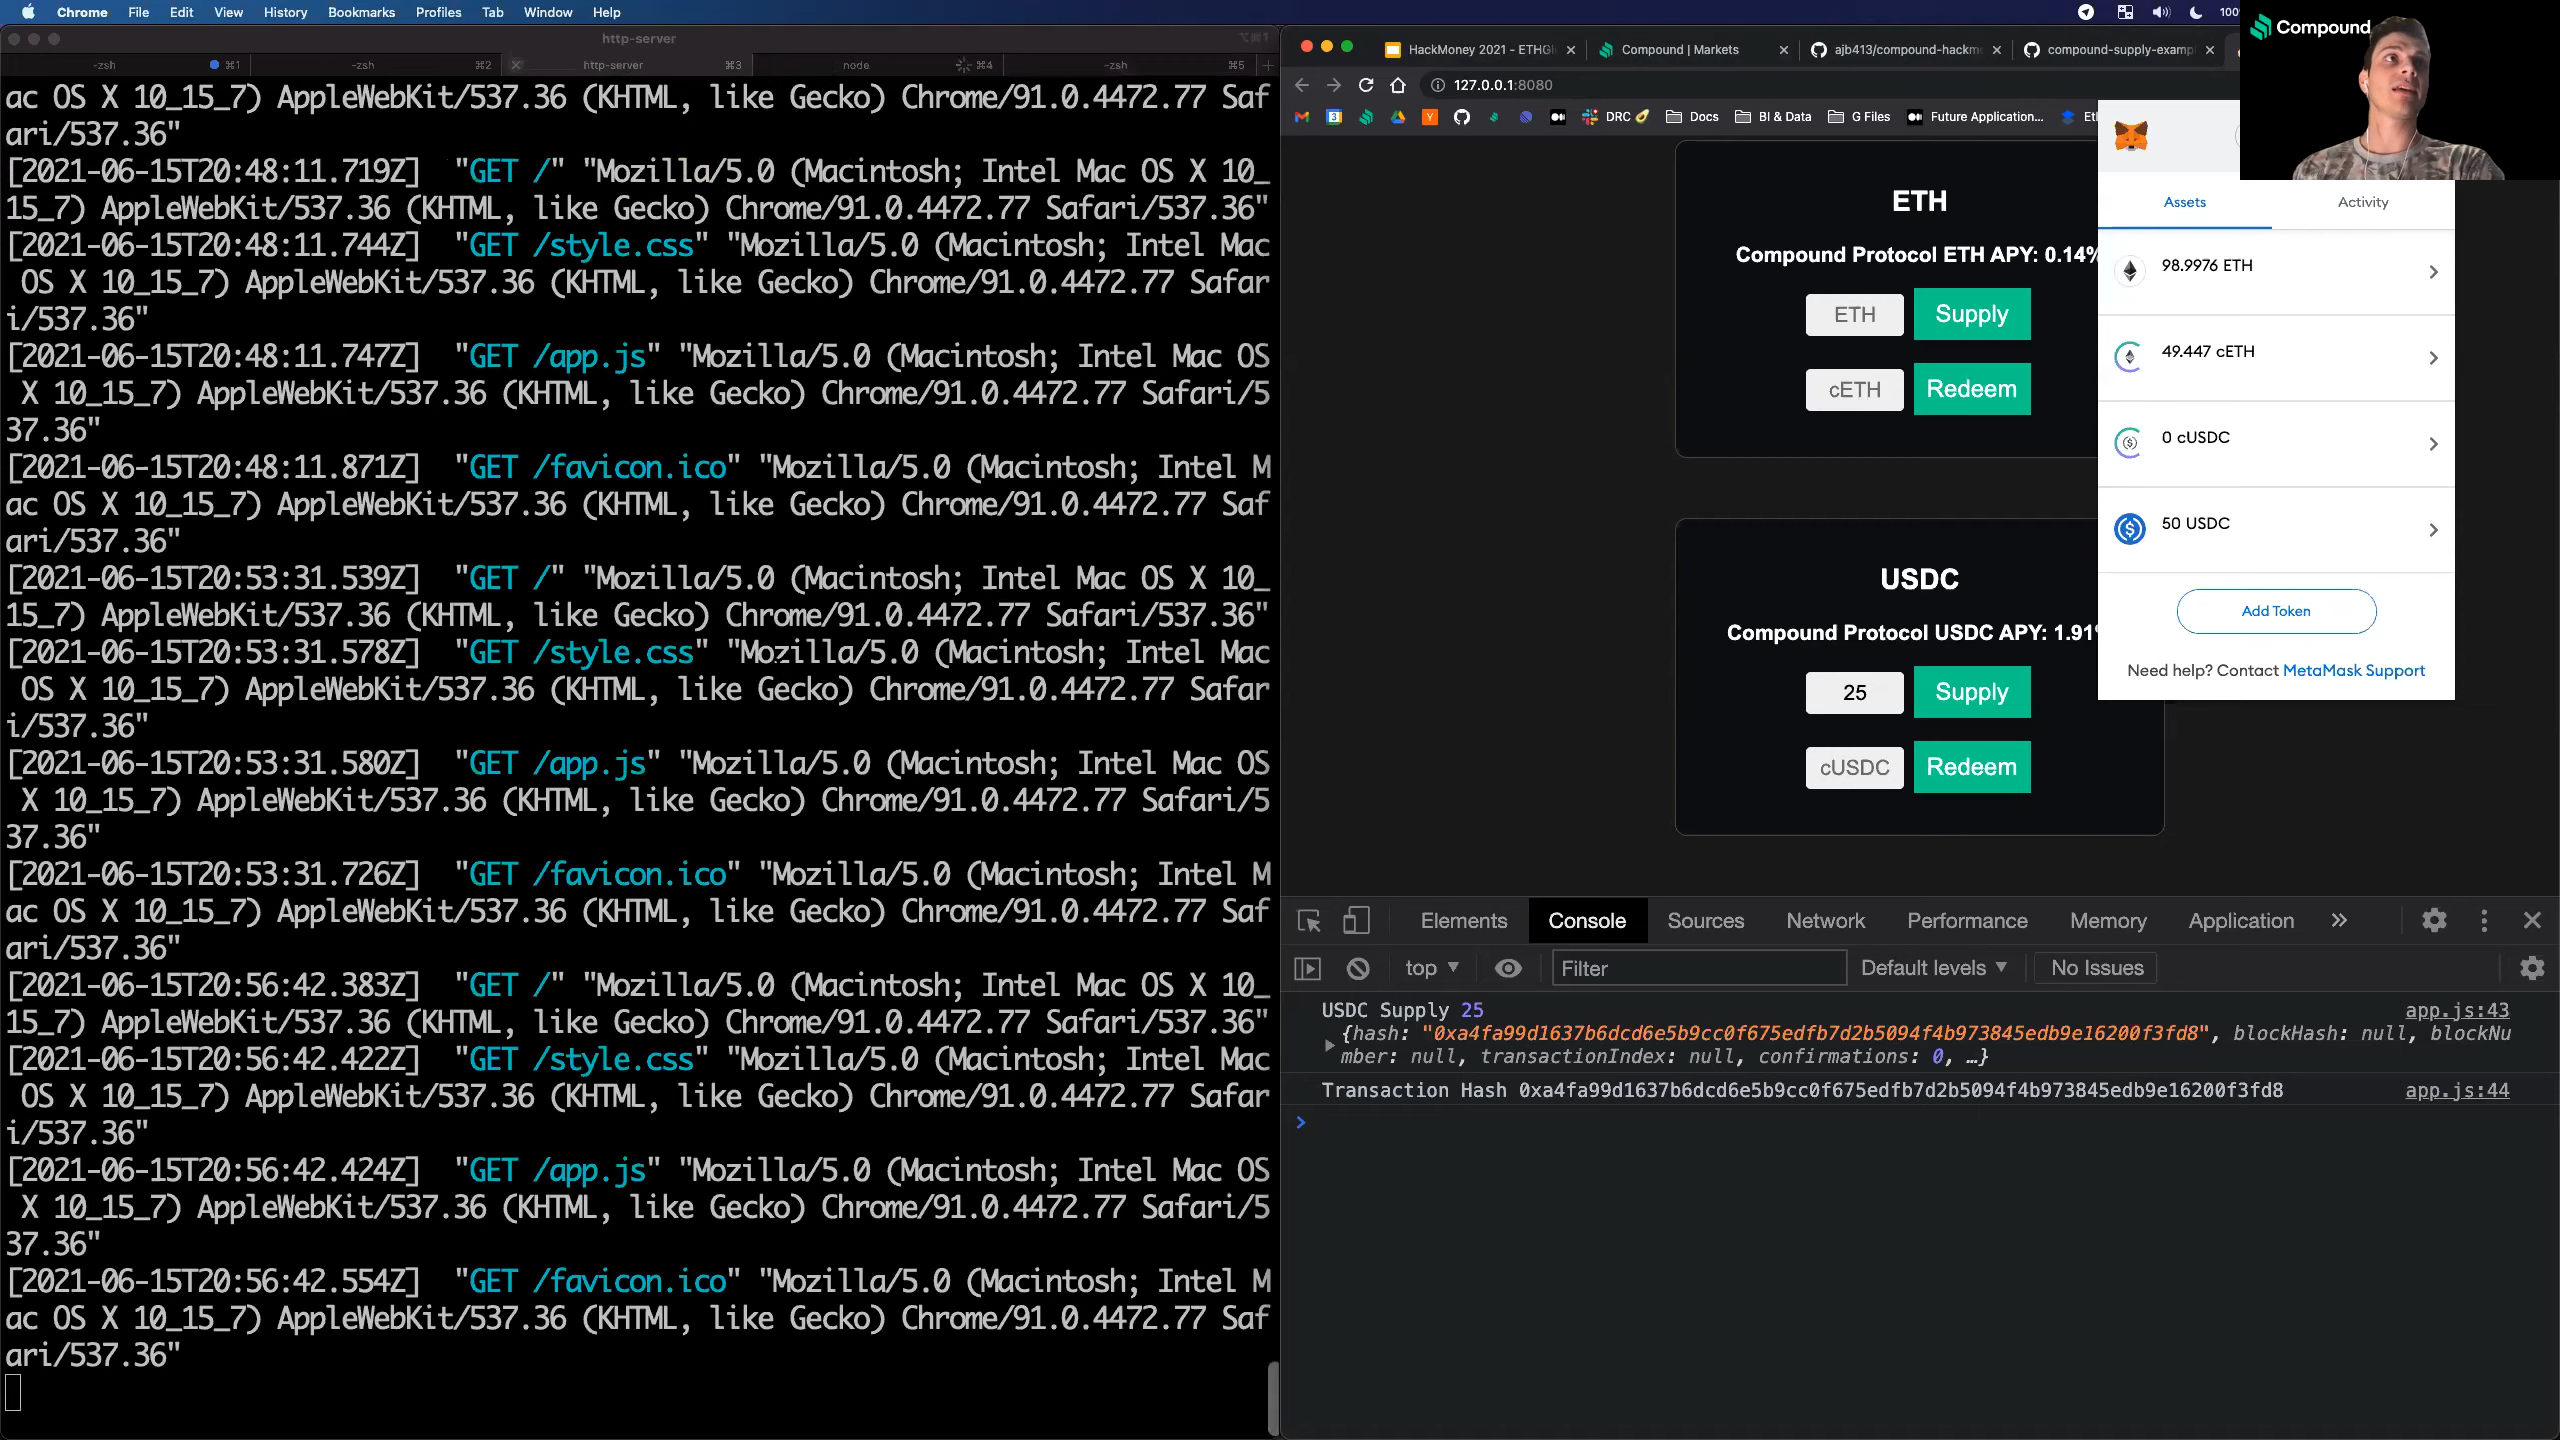 Chrome File Edit View History Bookmarks Profiles Tab Window Help
http-server
-zsh ⌘1 -zsh ⌘2 http-server ⌘3 node ⌘4 -zsh ⌘5
ac OS X 10_15_7) AppleWebKit/537.36 (KHTML, like Gecko) Chrome/91.0.4472.77 Saf
ari/537.36"
[2021-06-15T20:48:11.719Z]  "GET /" "Mozilla/5.0 (Macintosh; Intel Mac OS X 10_
15_7) AppleWebKit/537.36 (KHTML, like Gecko) Chrome/91.0.4472.77 Safari/537.36"
[2021-06-15T20:48:11.744Z]  "GET /style.css" "Mozilla/5.0 (Macintosh; Intel Mac
 OS X 10_15_7) AppleWebKit/537.36 (KHTML, like Gecko) Chrome/91.0.4472.77 Safar
i/537.36"
[2021-06-15T20:48:11.747Z]  "GET /app.js" "Mozilla/5.0 (Macintosh; Intel Mac OS
 X 10_15_7) AppleWebKit/537.36 (KHTML, like Gecko) Chrome/91.0.4472.77 Safari/5
37.36"
[2021-06-15T20:48:11.871Z]  "GET /favicon.ico" "Mozilla/5.0 (Macintosh; Intel M
ac OS X 10_15_7) AppleWebKit/537.36 (KHTML, like Gecko) Chrome/91.0.4472.77 Saf
ari/537.36"
[2021-06-15T20:53:31.539Z]  "GET /" "Mozilla/5.0 (Macintosh; Intel Mac OS X 10_
15_7) AppleWebKit/537.36 (KHTML, like Gecko) Chrome/91.0.4472.77 Safari/537.36"
[2021-06-15T20:53:31.578Z]  "GET /style.css" "Mozilla/5.0 (Macintosh; Intel Mac
 OS X 10_15_7) AppleWebKit/537.36 (KHTML, like Gecko) Chrome/91.0.4472.77 Safar
i/537.36"
[2021-06-15T20:53:31.580Z]  "GET /app.js" "Mozilla/5.0 (Macintosh; Intel Mac OS
 X 10_15_7) AppleWebKit/537.36 (KHTML, like Gecko) Chrome/91.0.4472.77 Safari/5
37.36"
[2021-06-15T20:53:31.726Z]  "GET /favicon.ico" "Mozilla/5.0 (Macintosh; Intel M
ac OS X 10_15_7) AppleWebKit/537.36 (KHTML, like Gecko) Chrome/91.0.4472.77 Saf
ari/537.36"
[2021-06-15T20:56:42.383Z]  "GET /" "Mozilla/5.0 (Macintosh; Intel Mac OS X 10_
15_7) AppleWebKit/537.36 (KHTML, like Gecko) Chrome/91.0.4472.77 Safari/537.36"
[2021-06-15T20:56:42.422Z]  "GET /style.css" "Mozilla/5.0 (Macintosh; Intel Mac
 OS X 10_15_7) AppleWebKit/537.36 (KHTML, like Gecko) Chrome/91.0.4472.77 Safar
i/537.36"
[2021-06-15T20:56:42.424Z]  "GET /app.js" "Mozilla/5.0 (Macintosh; Intel Mac OS
 X 10_15_7) AppleWebKit/537.36 (KHTML, like Gecko) Chrome/91.0.4472.77 Safari/5
37.36"
[2021-06-15T20:56:42.554Z]  "GET /favicon.ico" "Mozilla/5.0 (Macintosh; Intel M
ac OS X 10_15_7) AppleWebKit/537.36 (KHTML, like Gecko) Chrome/91.0.4472.77 Saf
ari/537.36"
100
Compound
HackMoney 2021 - ETHGl Compound | Markets ajb413/compound-hackm compound-supply-examp
127.0.0.1:8080
DRC Docs BI & Data G Files Future Application...
ETH
Compound Protocol ETH APY: 0.14%
ETH Supply
cETH Redeem
USDC
Compound Protocol USDC APY: 1.91%
25 Supply
cUSDC Redeem
Assets Activity
98.9976 ETH
49.447 cETH
0 cUSDC
50 USDC
Add Token
Need help? Contact MetaMask Support
Elements Console Sources Network Performance Memory Application
top Filter Default levels No Issues
USDC Supply 25 app.js:43
{hash: "0xa4fa99d1637b6dcd6e5b9cc0f675edfb7d2b5094f4b973845edb9e16200f3fd8", blockHash: null, blockNu
mber: null, transactionIndex: null, confirmations: 0, …}
Transaction Hash 0xa4fa99d1637b6dcd6e5b9cc0f675edfb7d2b5094f4b973845edb9e16200f3fd8 app.js:44